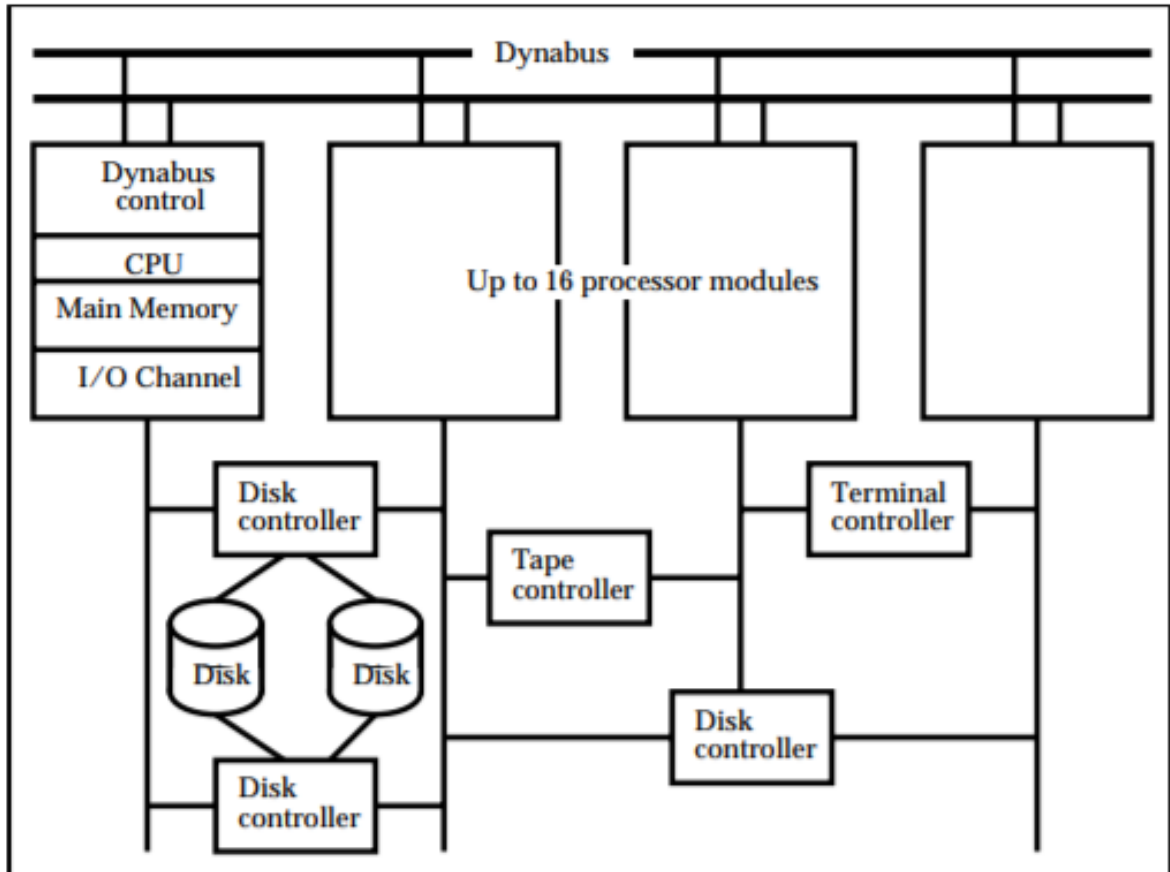 Dynabus
Dynabus
control
CPU
Main Memory
I/O Channel
Up to 16 processor modules
Disk
controller
Terminal
controller
Tape
controller
Disk
Disk
Disk
controller
Disk
controller